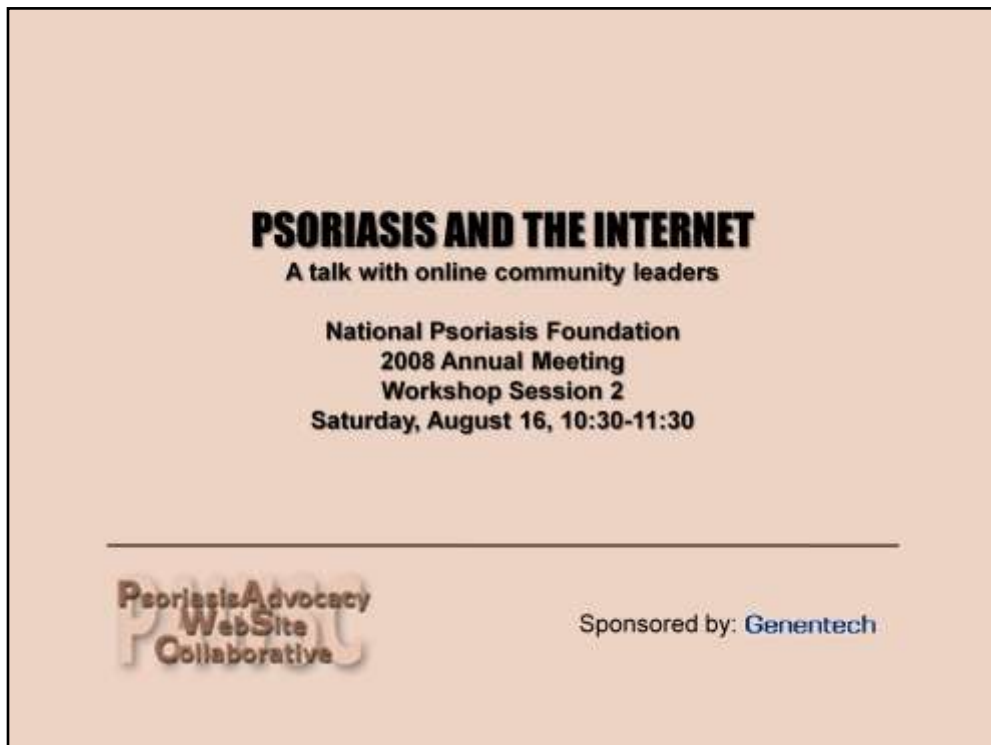 PSORIASIS AND THE INTERNET
A talk with online community leaders
National Psoriasis Foundation
2008 Annual Meeting
Workshop Session 2
Saturday, August 16, 10:30-11:30
PsoriasisAdvocacy
WebSite
Collaborative
Sponsored by: Genentech